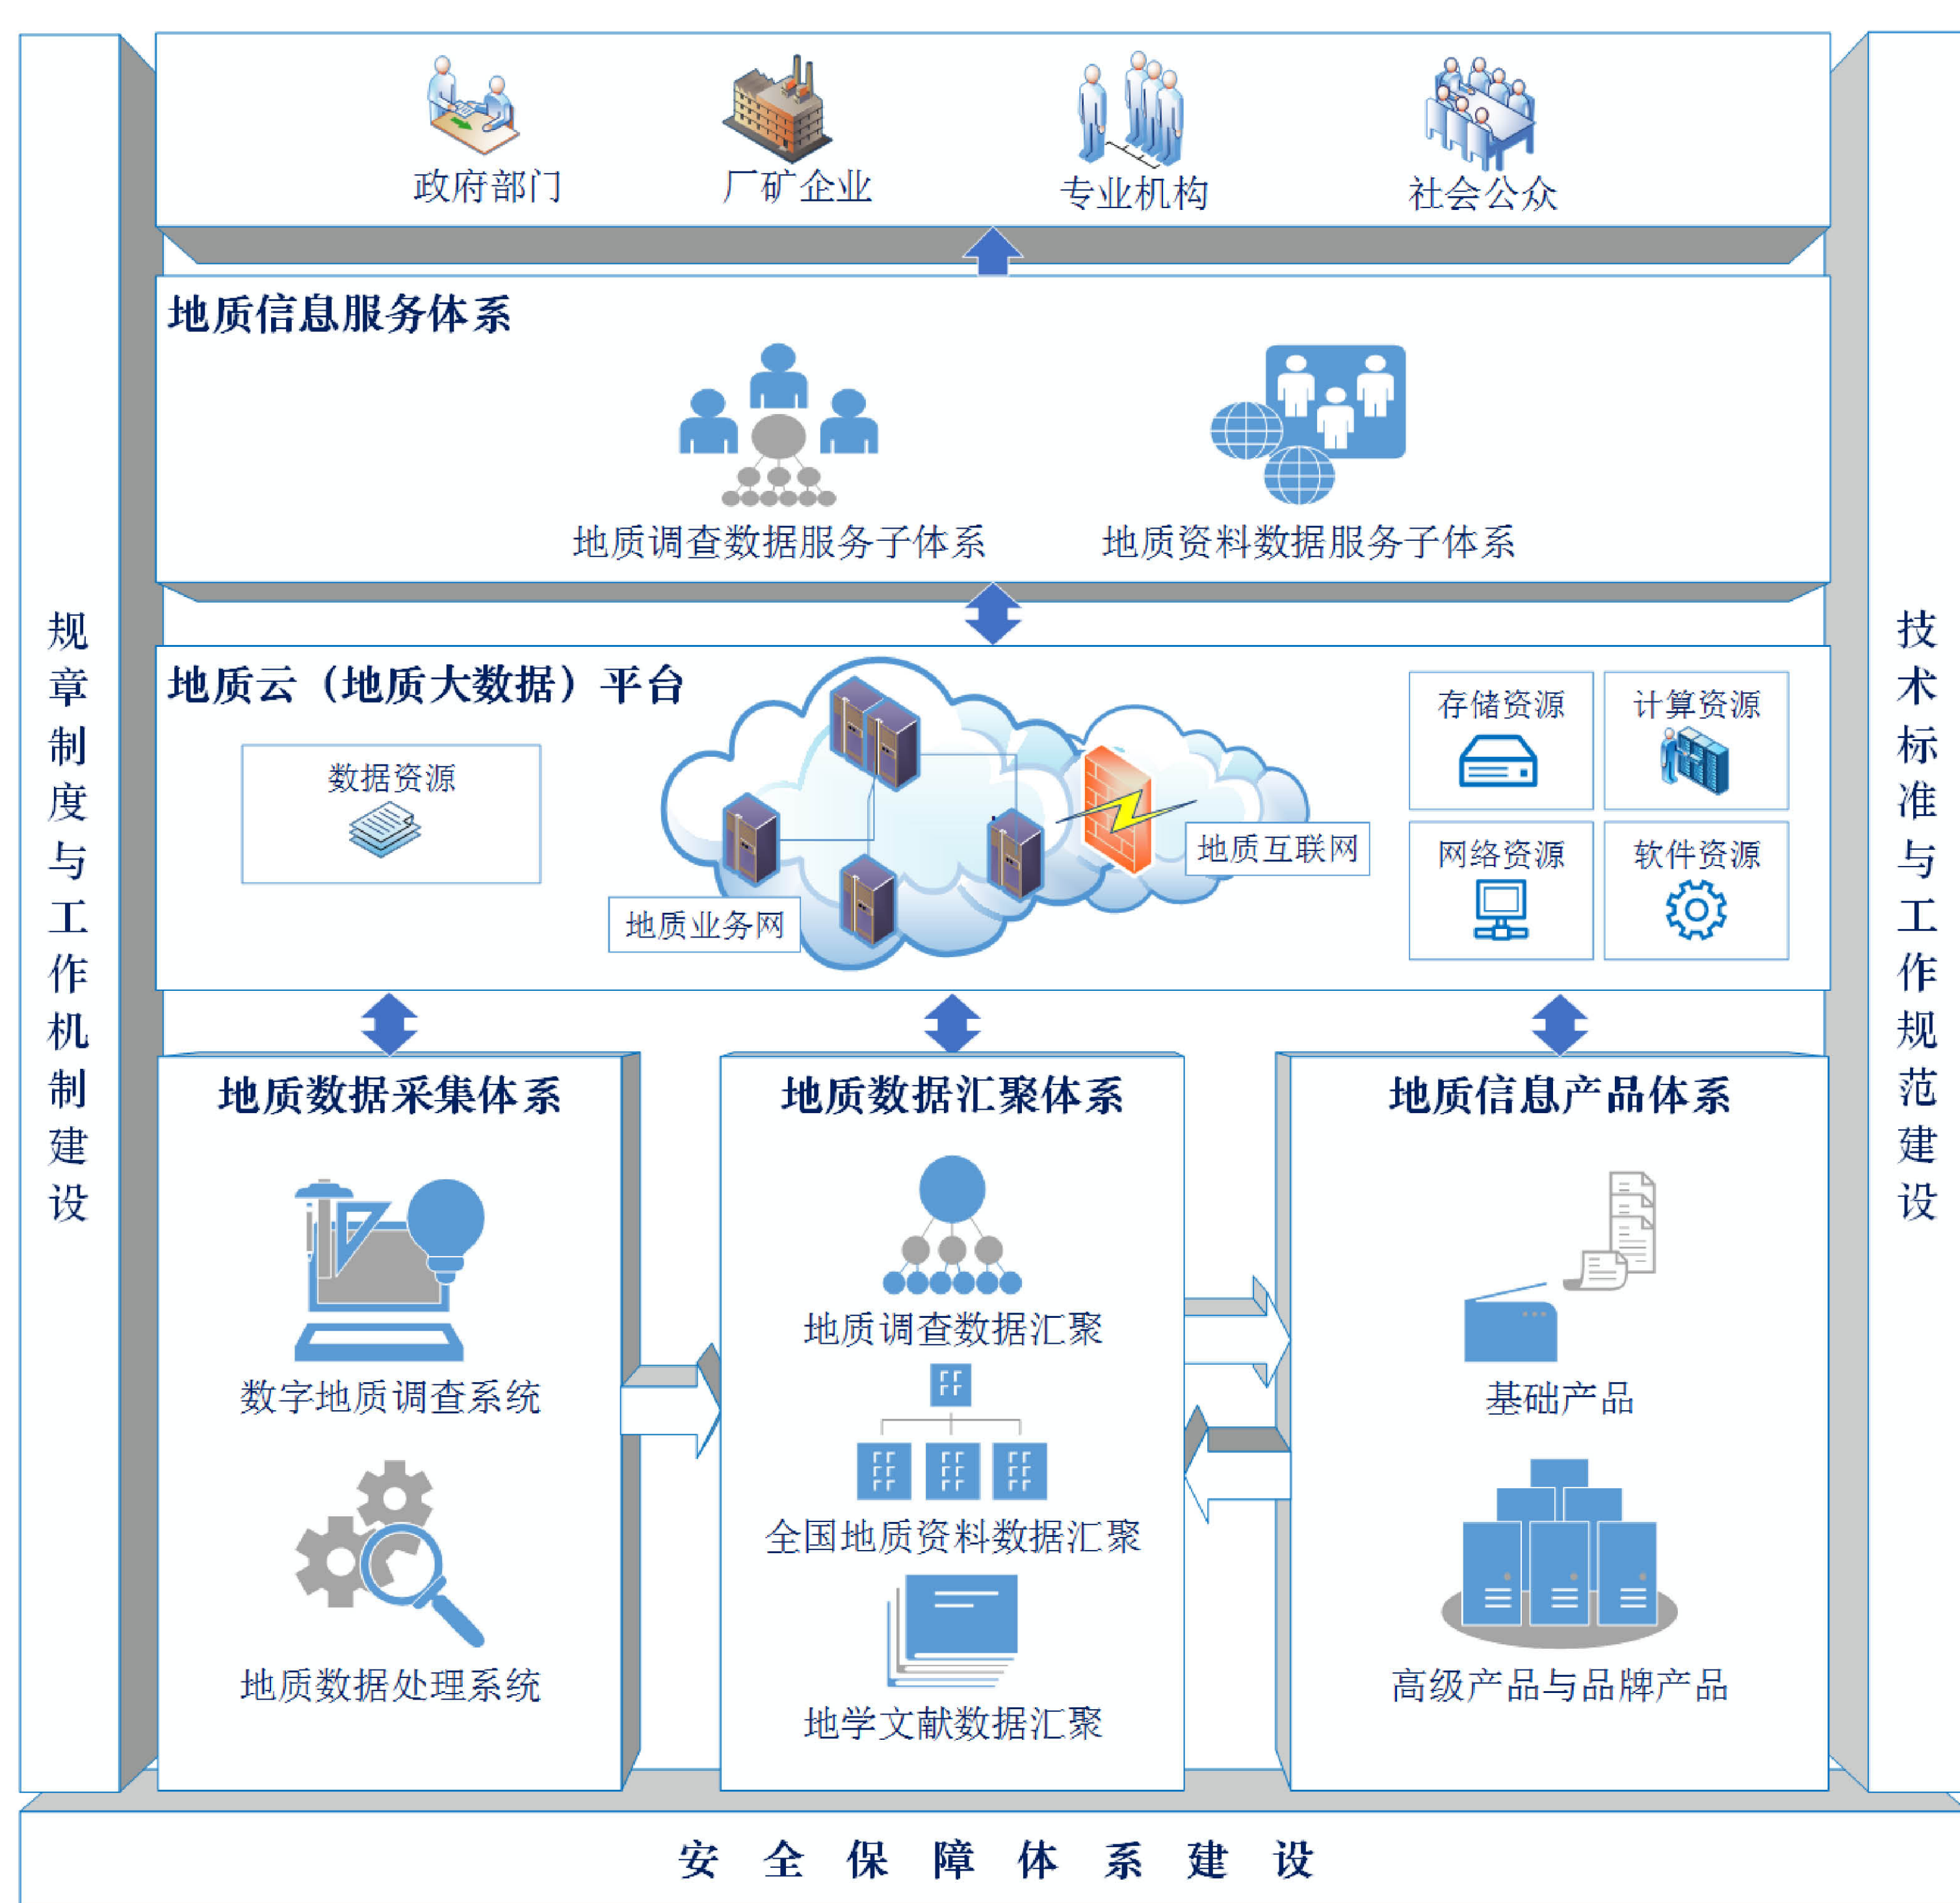 政府部门
厂矿企业
专业机构
社会公众
地质信息服务体系
地质调查数据服务子体系
地质资料数据服务子体系
规章制度与工作机制建设
技术标准与工作规范建设
地质云（地质大数据）平台
数据资源
地质业务网
地质互联网
存储资源
计算资源
网络资源
软件资源
地质数据采集体系
数字地质调查系统
地质数据处理系统
地质数据汇聚体系
地质调查数据汇聚
全国地质资料数据汇聚
地学文献数据汇聚
地质信息产品体系
基础产品
高级产品与品牌产品
安全保障体系建设